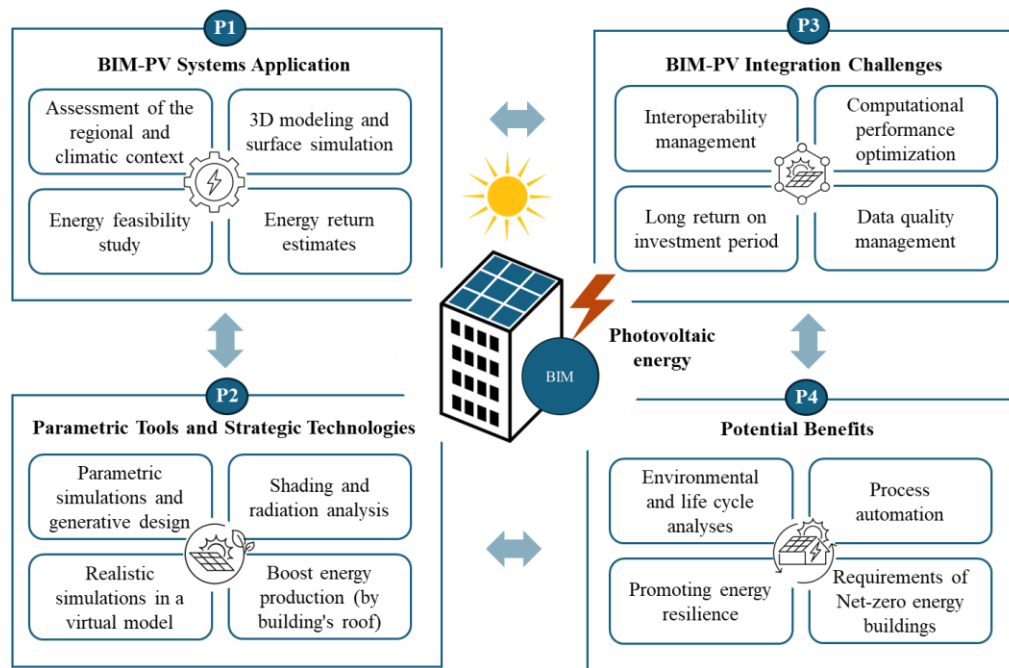 P1
BIM-PV Systems Application
Assessment of the
regional and
climatic context
3D modeling and
surface simulation
Energy feasibility
study
Energy return
estimates
P3
BIM-PV Integration Challenges
Interoperability
management
Computational
performance
optimization
Long return on
investment period
Data quality
management
Photovoltaic
energy
BIM
P2
Parametric Tools and Strategic Technologies
Parametric
simulations and
generative design
Shading and
radiation analysis
Realistic
simulations in a
virtual model
Boost energy
production (by
building's roof)
P4
Potential Benefits
Environmental
and life cycle
analyses
Process
automation
Promoting energy
resilience
Requirements of
Net-zero energy
buildings